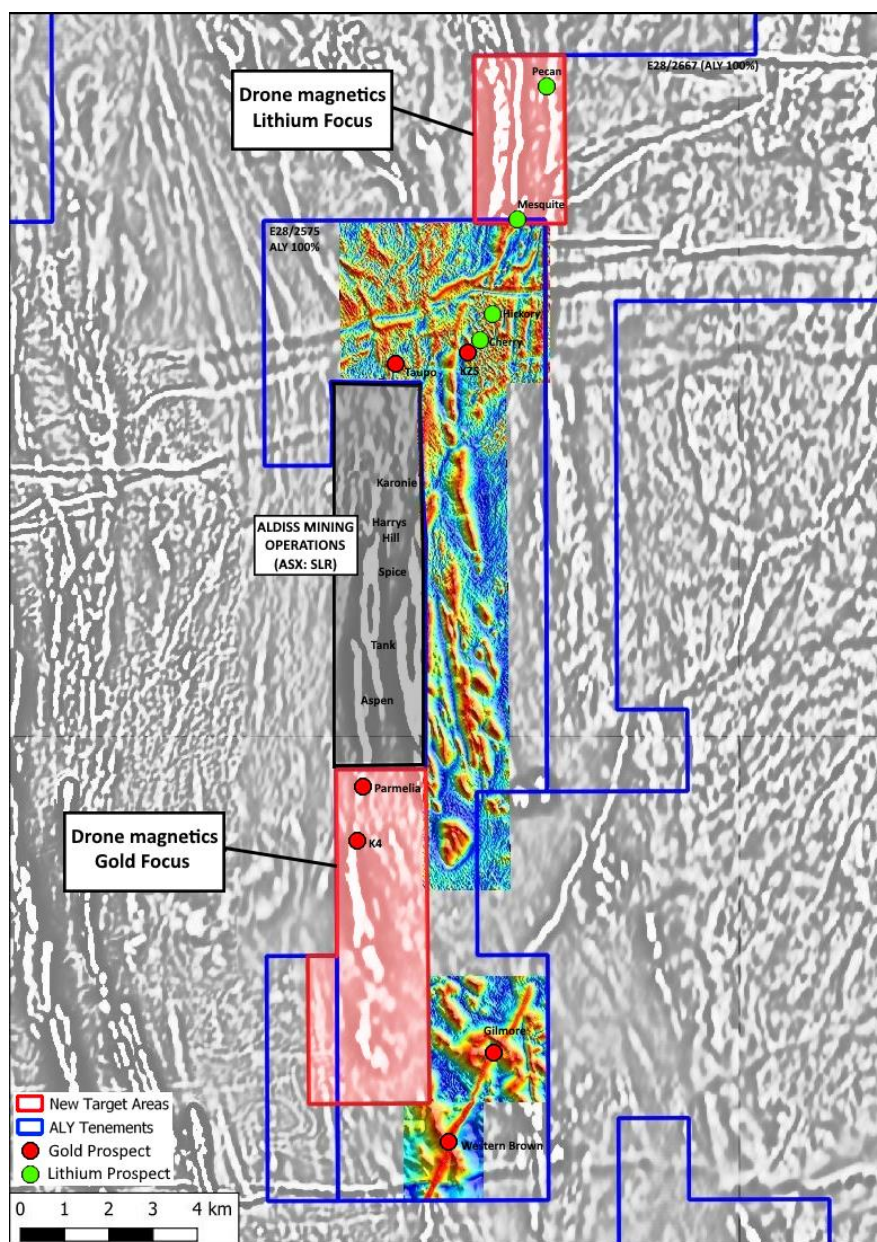 Pecan
E28/2667 (ALY 100%)
Drone magnetics
Lithium Focus
Mesquite
E28/2575
ALY 100%
Hickory
Cherry
KZ5
Taupo
Karonie
Harrys
Hill
ALDISS MINING
OPERATIONS
(ASX: SLR)
Spice
Tank
Aspen
Parmelia
Drone magnetics
Gold Focus
K4
Gilmore
New Target Areas
ALY Tenements
Gold Prospect
Lithium Prospect
Western Brown
0 1 2 3 4 km